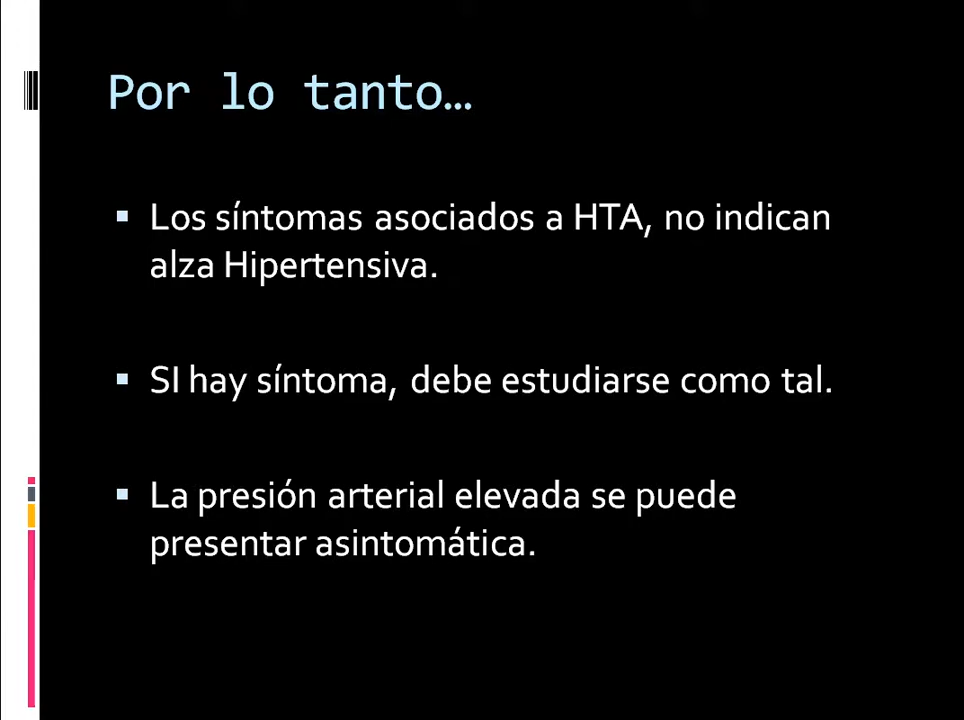 Por lo tanto…
▪ Los síntomas asociados a HTA, no indican
alza Hipertensiva.
▪ SI hay síntoma, debe estudiarse como tal.
▪ La presión arterial elevada se puede
presentar asintomática.